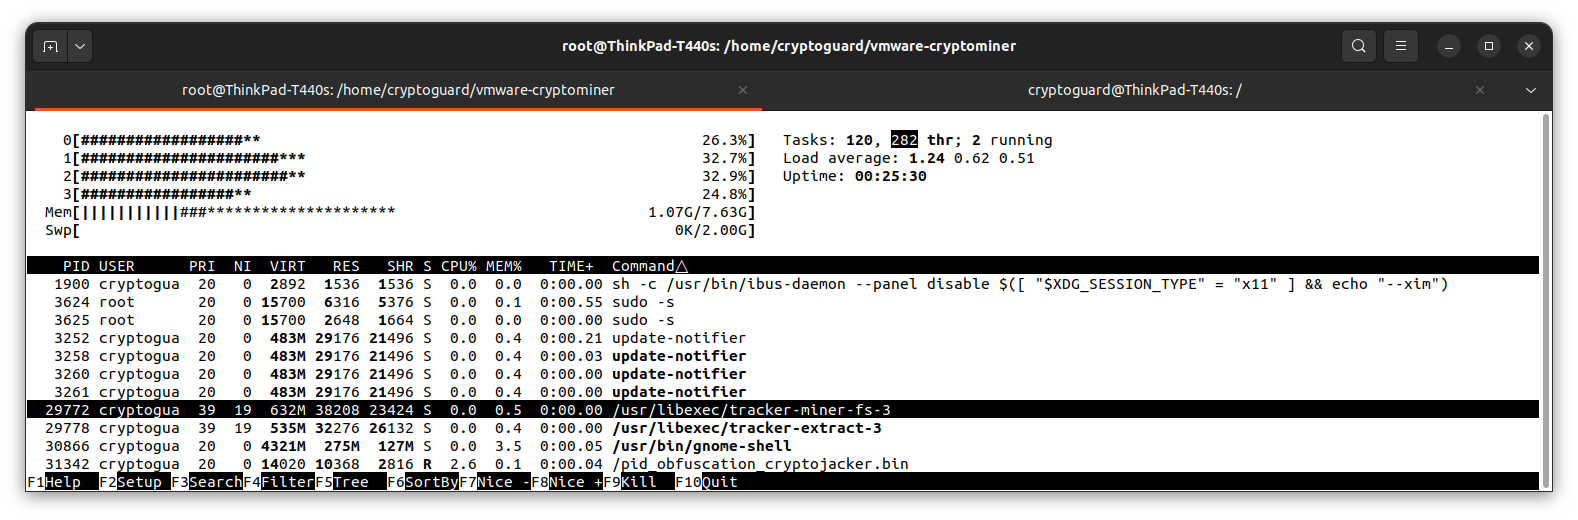 root@ThinkPad-T440s: /home/cryptoguard/vmware-cryptominer
root@ThinkPad-T440s: /home/cryptoguard/vmware-cryptominer × cryptoguard@ThinkPad-T440s: / ×
0[##################** 26.3%] Tasks: 120, 282 thr; 2 running
1[######################*** 32.7%] Load average: 1.24 0.62 0.51
2[#######################** 32.9%] Uptime: 00:25:30
3[#################** 24.8%]
Mem[|||||||||||###********************* 1.07G/7.63G]
Swp[ 0K/2.00G]
PID USER PRI NI VIRT RES SHR S CPU% MEM% TIME+ Command△
1900 cryptogua 20 0 2892 1536 1536 S 0.0 0.0 0:00.00 sh -c /usr/bin/ibus-daemon --panel disable $([ "$XDG_SESSION_TYPE" = "x11" ] && echo "--xim")
3624 root 20 0 15700 6316 5376 S 0.0 0.1 0:00.55 sudo -s
3625 root 20 0 15700 2648 1664 S 0.0 0.0 0:00.00 sudo -s
3252 cryptogua 20 0 483M 29176 21496 S 0.0 0.4 0:00.21 update-notifier
3258 cryptogua 20 0 483M 29176 21496 S 0.0 0.4 0:00.03 update-notifier
3260 cryptogua 20 0 483M 29176 21496 S 0.0 0.4 0:00.00 update-notifier
3261 cryptogua 20 0 483M 29176 21496 S 0.0 0.4 0:00.00 update-notifier
29772 cryptogua 39 19 632M 38208 23424 S 0.0 0.5 0:00.00 /usr/libexec/tracker-miner-fs-3
29778 cryptogua 39 19 535M 32276 26132 S 0.0 0.4 0:00.00 /usr/libexec/tracker-extract-3
30866 cryptogua 20 0 4321M 275M 127M S 0.0 3.5 0:00.05 /usr/bin/gnome-shell
31342 cryptogua 20 0 14020 10368 2816 R 2.6 0.1 0:00.04 /pid_obfuscation_cryptojacker.bin
F1Help F2Setup F3SearchF4FilterF5Tree F6SortByF7Nice -F8Nice +F9Kill F10Quit